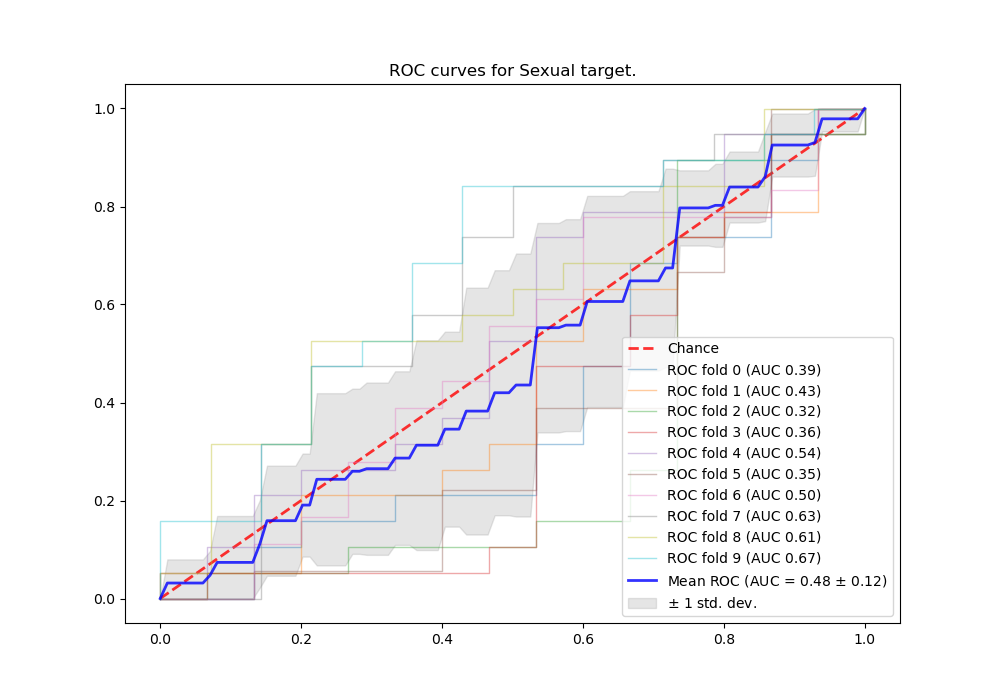 ROC curves for Sexual target.
1.0
0.8
0.6
0.4
0.2
0.0
0.0 0.2 0.4 0.6 0.8 1.0
Chance
ROC fold 0 (AUC 0.39)
ROC fold 1 (AUC 0.43)
ROC fold 2 (AUC 0.32)
ROC fold 3 (AUC 0.36)
ROC fold 4 (AUC 0.54)
ROC fold 5 (AUC 0.35)
ROC fold 6 (AUC 0.50)
ROC fold 7 (AUC 0.63)
ROC fold 8 (AUC 0.61)
ROC fold 9 (AUC 0.67)
Mean ROC (AUC = 0.48 ± 0.12)
± 1 std. dev.